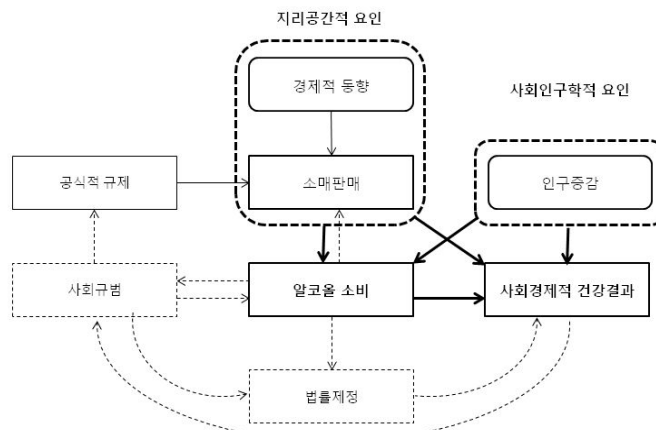 지리공간적 요인
경제적 동향
사회인구학적 요인
공식적 규제
소매판매
인구증감
사회규범
알코올 소비
사회경제적 건강결과
법률제정